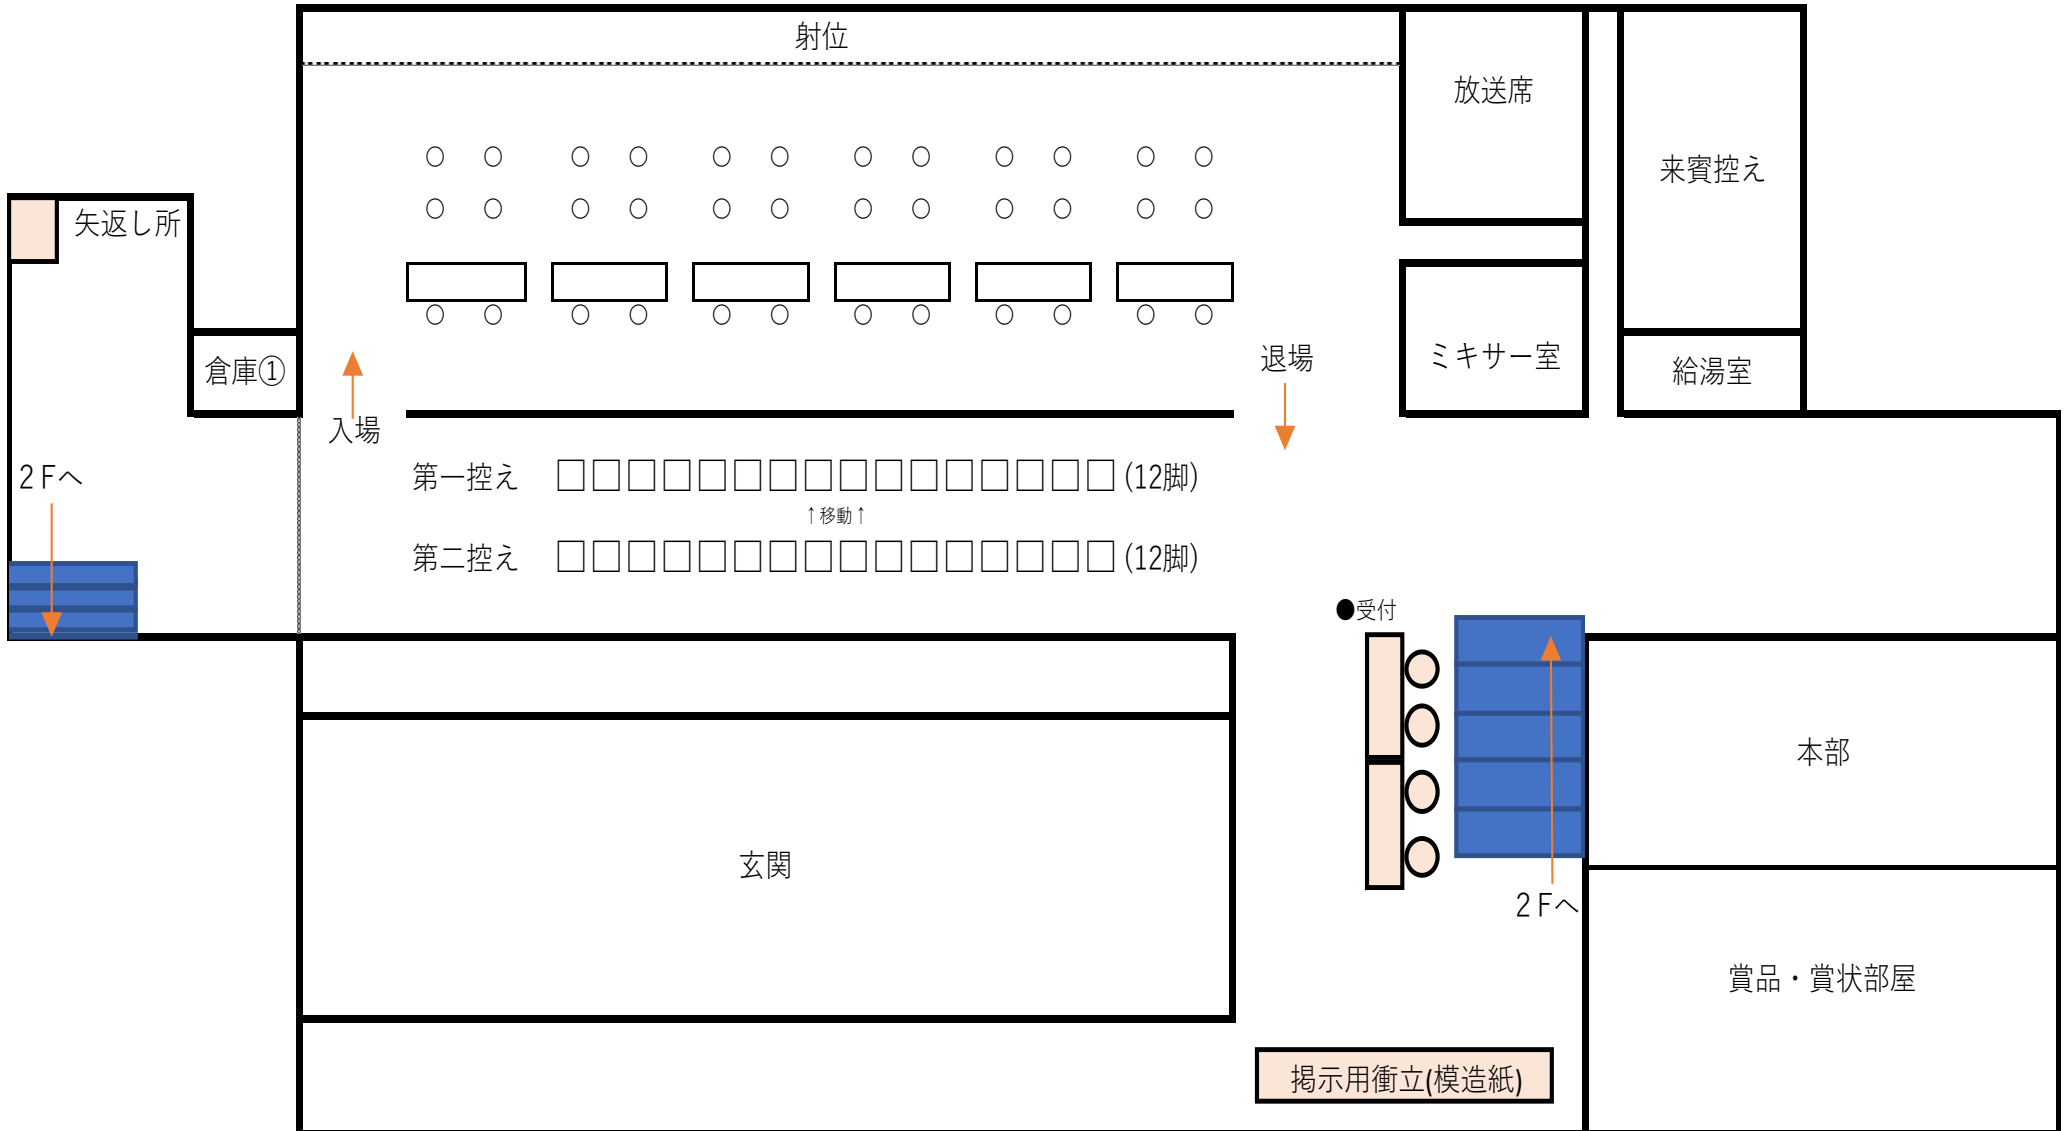 射位
放送席
来賓控え
矢返し所
倉庫①
入場
退場
ミキサー室
給湯室
2Fへ
第一控え □□□□□□□□□□□□□□□□ (12脚)
↑移動↑
第二控え □□□□□□□□□□□□□□□□ (12脚)
●受付
本部
玄関
2Fへ
賞品・賞状部屋
掲示用衝立(模造紙)